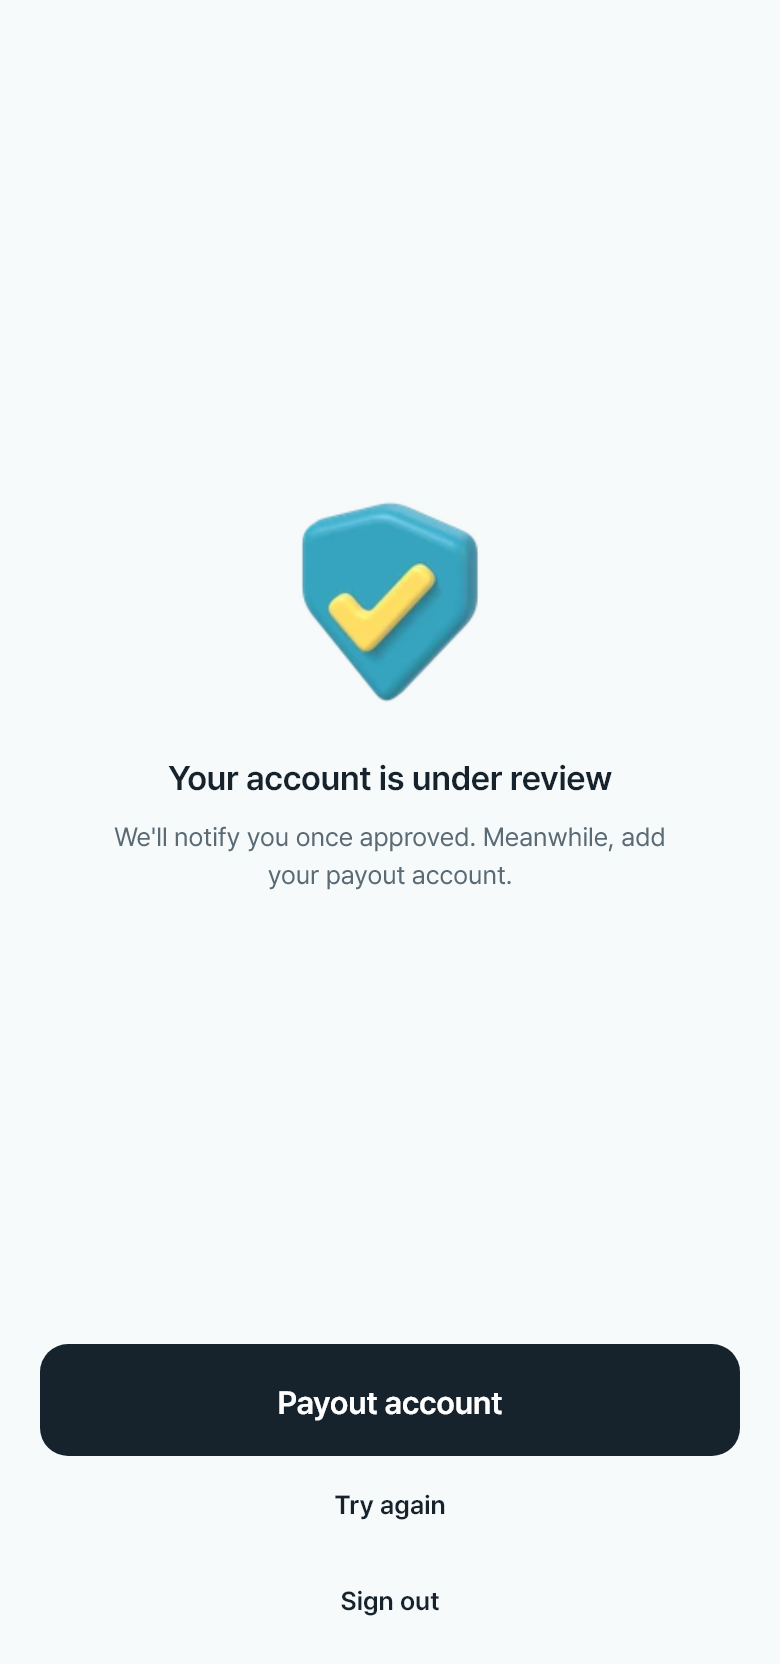 Your account is under review
We'll notify you once approved. Meanwhile, add
your payout account.
Payout account
Try again
Sign out